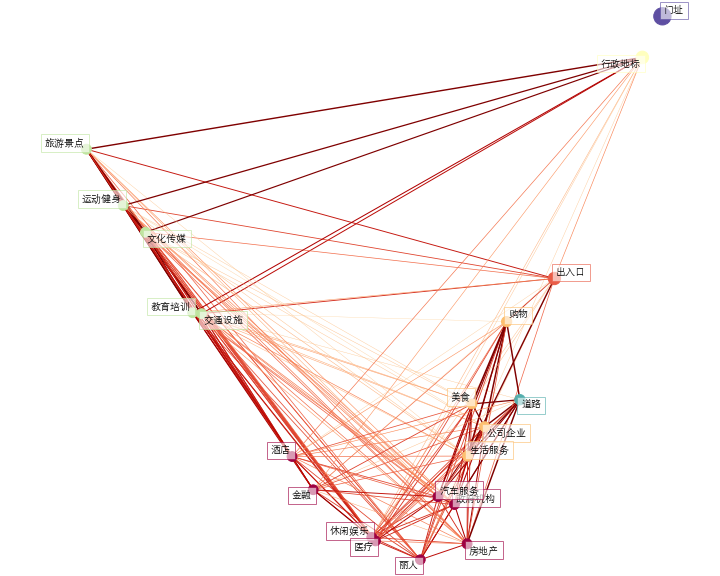 门址
行政地标
旅游景点
运动健身
文化传媒
出入口
教育培训
交通设施
购物
美食
道路
公司企业
生活服务
酒店
金融
汽车服务
政府机构
休闲娱乐
医疗
房地产
丽人